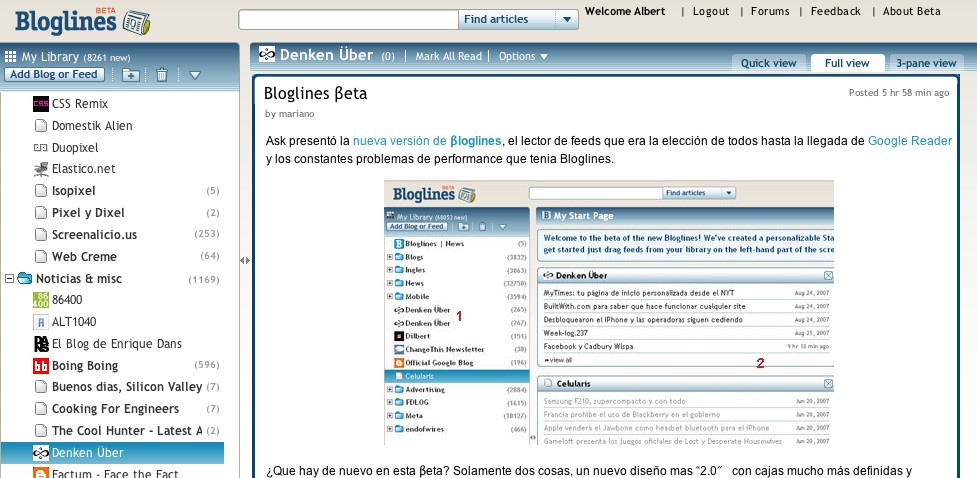 Bloglines BETA
Find articles
Welcome Albert | Logout | Forums | Feedback | About Beta
My Library (8261 new)
Add Blog or Feed
CSS Remix
Domestik Alien
Duopixel
Elastico.net
Isopixel (5)
Pixel y Dixel (2)
Screenalicio.us (253)
Web Creme (64)
Noticias & misc (1169)
86400
ALT1040
El Blog de Enrique Dans
Boing Boing (596)
Buenos dias, Silicon Valley (7)
Cooking For Engineers (7)
The Cool Hunter - Latest A (2)
Denken Über
Factum - Face the Fact
Denken Über (0) | Mark All Read | Options
Quick view
Full view
3-pane view
Bloglines βeta
Posted 5 hr 58 min ago
by mariano
Ask presentó la nueva versión de βloglines, el lector de feeds que era la elección de todos hasta la llegada de Google Reader
y los constantes problemas de performance que tenia Bloglines.
Bloglines BETA
Find articles
My Library (68053 new)
Add Blog or Feed
Bloglines | News (5)
Blogs (3832)
Ingles (3863)
News (32758)
Mobile (3594)
Denken Über (265)
1
Denken Über (267)
Dilbert (151)
ChangeThis Newsletter (38)
Official Google Blog (196)
Celularis
Advertising (2884)
FDLOG (1615)
Meta (18127)
endofwires (466)
My Start Page
Welcome to the beta of the new Bloglines! We've created a personalizable Sta
get started just drag feeds from your library on the left-hand part of the scre
Denken Über
MyTimes: tu página de inicio personalizada desde el NYT Aug 24, 2007
BuiltWith.com para saber que hace funcionar cualquier site Aug 24, 2007
Desbloquearon el iPhone y las operadoras siguen cediendo Aug 24, 2007
Week-log.237 Aug 25, 2007
Facebook y Cadbury Wispa 9 hr 18 min ago
view all
2
Celularis
Samsung F210, supercompacto y con todo Jun 20, 2007
Francia prohibe el uso de Blackberry en el gobierno Jun 20, 2007
Apple venderá el Jawbone como headset bluetooth para el iPhone Jun 20, 2007
Gameloft presenta los juegos oficiales de Lost y Desperate Housewives Jun 20, 2007
¿Que hay de nuevo en esta βeta? Solamente dos cosas, un nuevo diseño mas “2.0″ con cajas mucho más definidas y